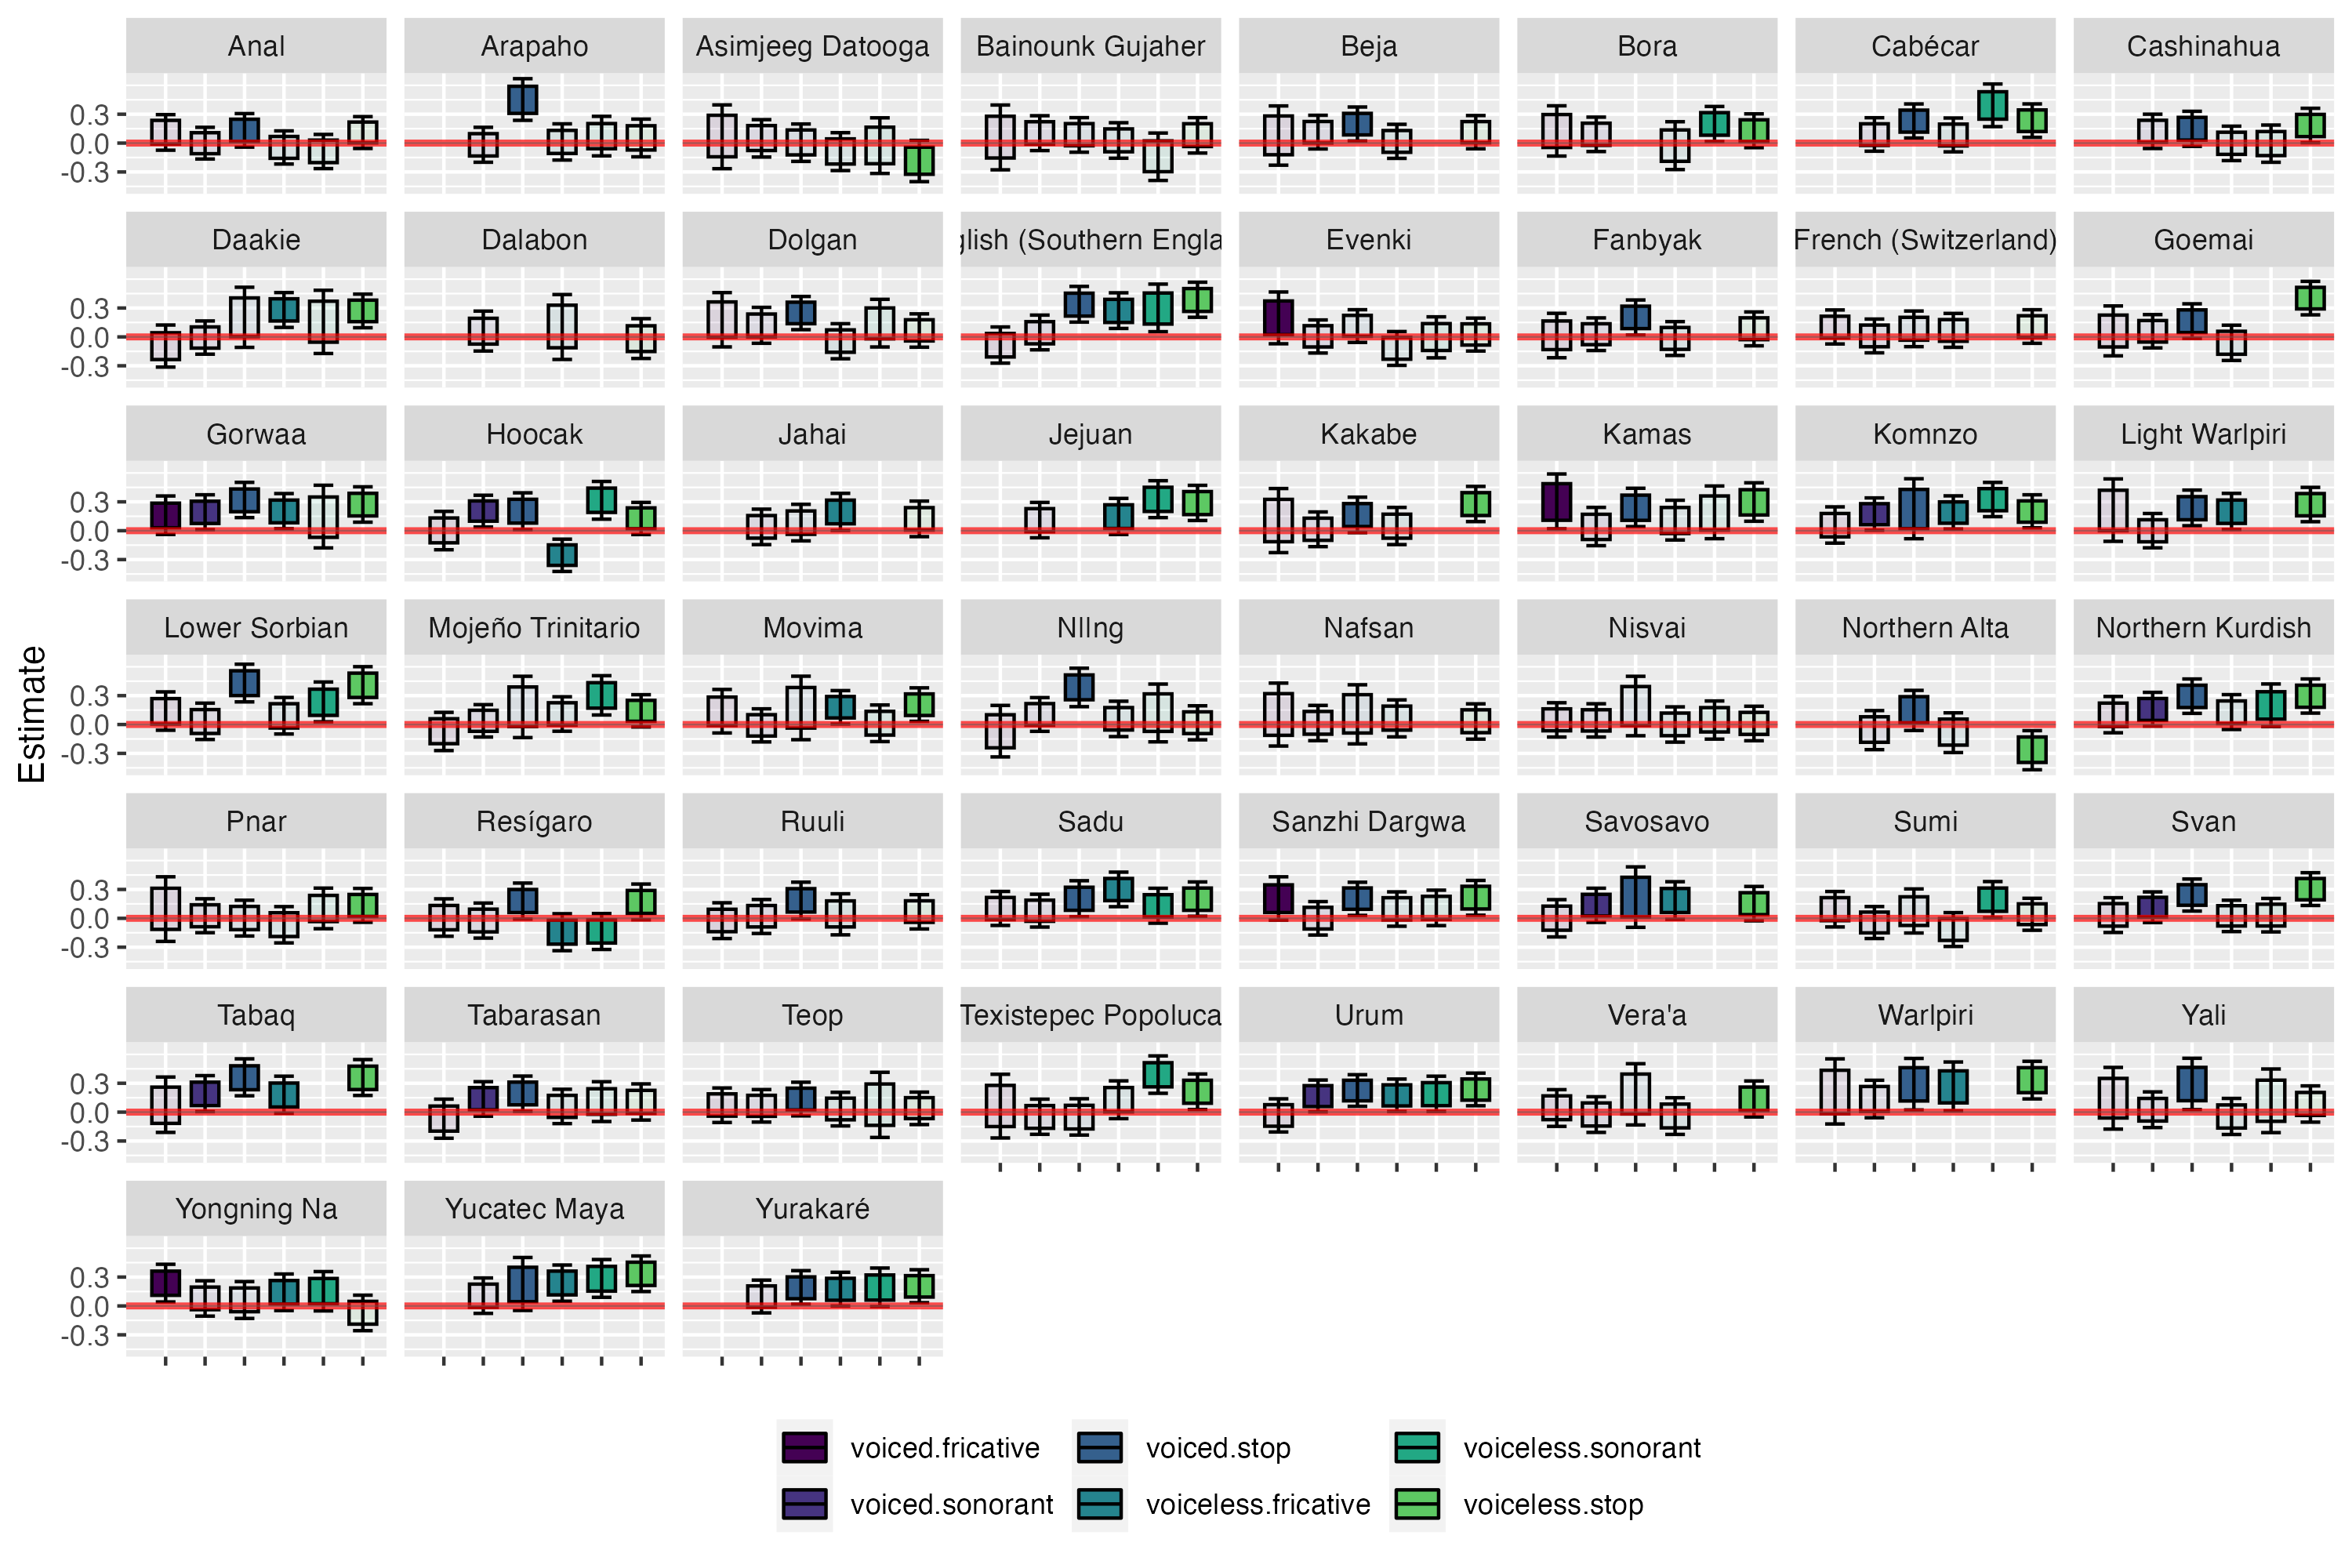 Anal Arapaho Asimjeeg Datooga Bainounk Gujaher Beja Bora Cabécar Cashinahua
0.3
0.0
-0.3
Daakie Dalabon Dolgan glish (Southern Engla Evenki Fanbyak French (Switzerland) Goemai
0.3
0.0
-0.3
Gorwaa Hoocak Jahai Jejuan Kakabe Kamas Komnzo Light Warlpiri
0.3
0.0
-0.3
Lower Sorbian Mojeño Trinitario Movima NIIng Nafsan Nisvai Northern Alta Northern Kurdish
0.3
0.0
-0.3
Pnar Resígaro Ruuli Sadu Sanzhi Dargwa Savosavo Sumi Svan
0.3
0.0
-0.3
Tabaq Tabarasan Teop Texistepec Popoluca Urum Vera'a Warlpiri Yali
0.3
0.0
-0.3
Yongning Na Yucatec Maya Yurakaré
0.3
0.0
-0.3
Estimate
voiced.fricative voiced.stop voiceless.sonorant
voiced.sonorant voiceless.fricative voiceless.stop